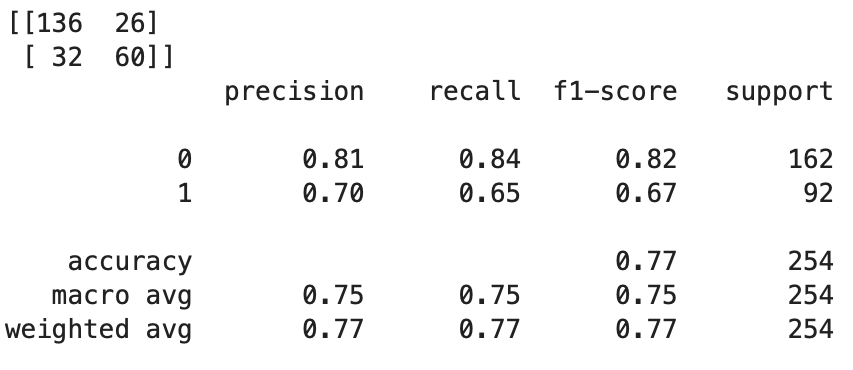 [[136  26]
 [ 32  60]]
              precision    recall  f1-score   support

           0       0.81      0.84      0.82       162
           1       0.70      0.65      0.67        92

    accuracy                           0.77       254
   macro avg       0.75      0.75      0.75       254
weighted avg       0.77      0.77      0.77       254